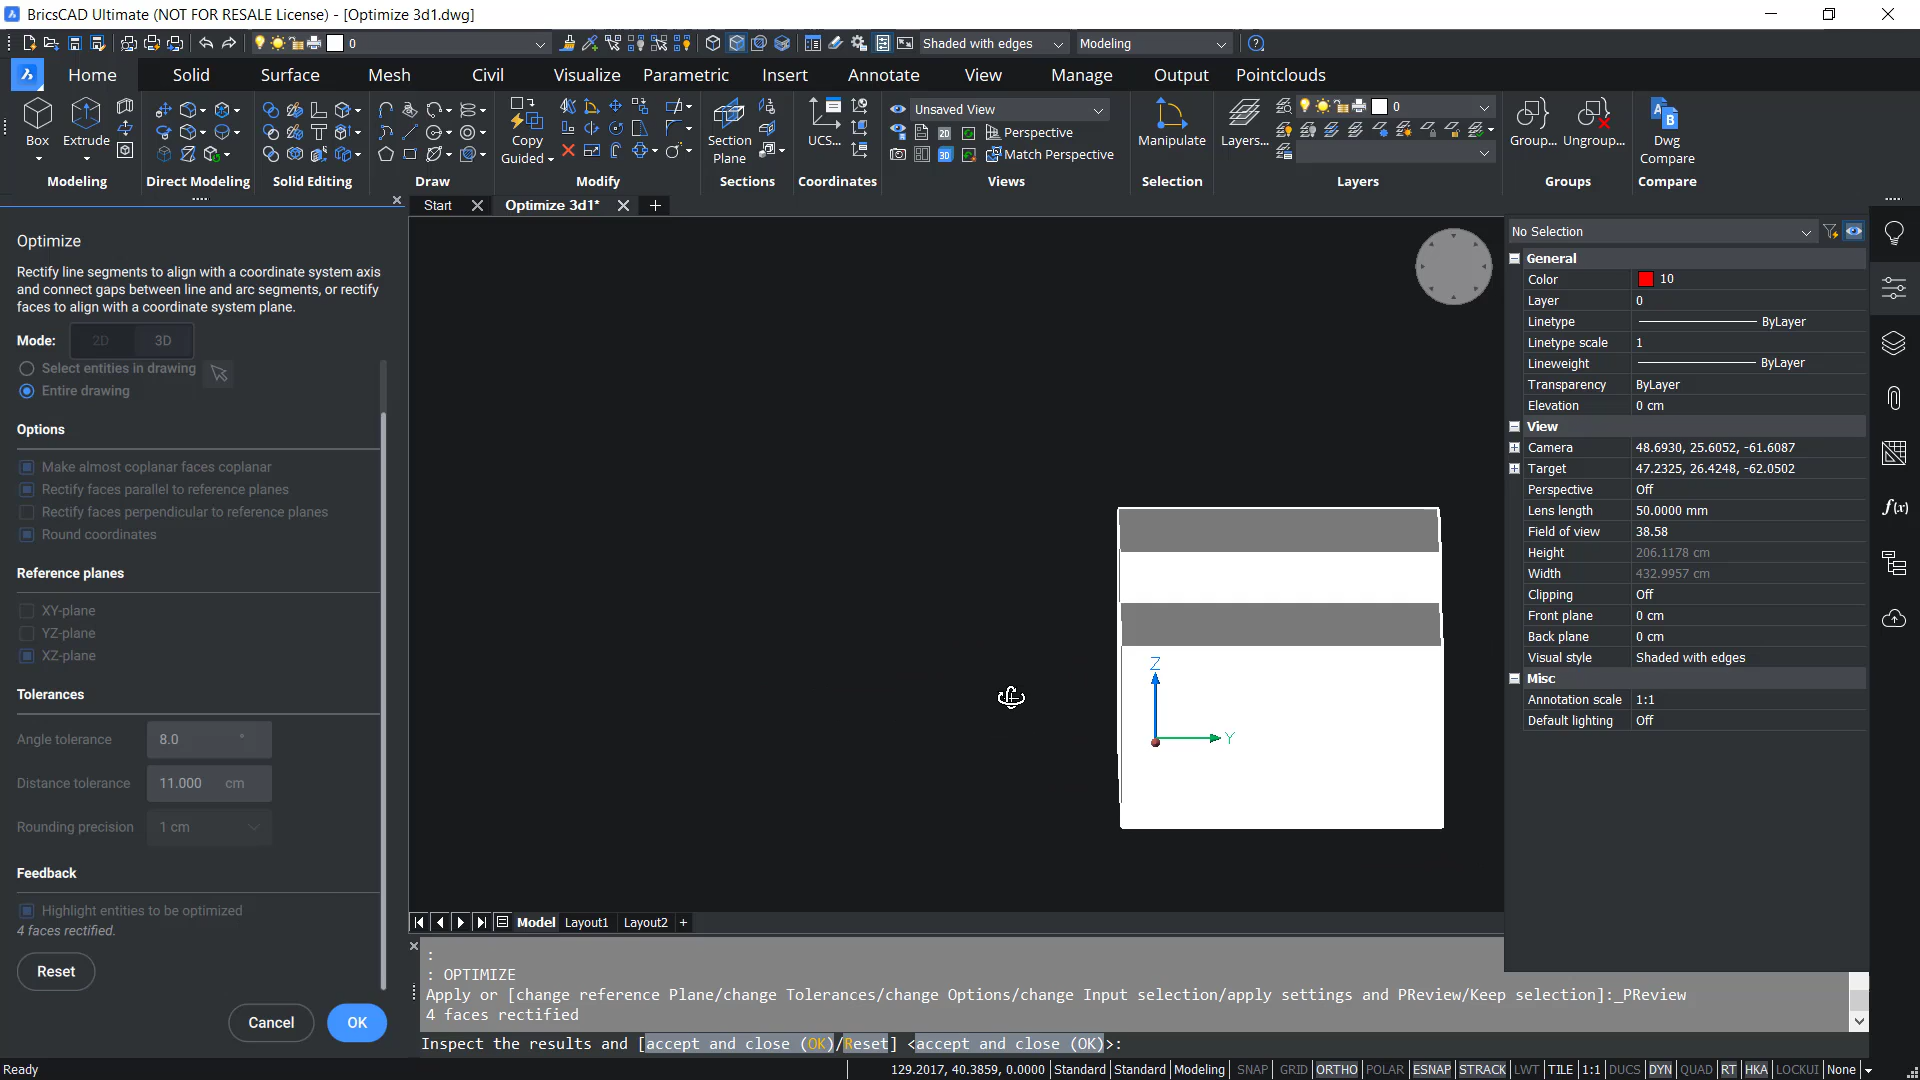 BricsCAD Ultimate (NOT FOR RESALE License) - [Optimize 3d1.dwg]
0
Shaded with edges
Modeling
Home
Solid
Surface
Mesh
Civil
Visualize
Parametric
Insert
Annotate
View
Manage
Output
Pointclouds
Box
Extrude
Copy
Guided
Section
Plane
UCS...
Unsaved View
Perspective
Match Perspective
Manipulate
Layers...
0
Group...
Ungroup...
Dwg
Compare
Modeling
Direct Modeling
Solid Editing
Draw
Modify
Sections
Coordinates
Views
Selection
Layers
Groups
Compare
Start
Optimize 3d1*
Optimize
Rectify line segments to align with a coordinate system axis
and connect gaps between line and arc segments, or rectify
faces to align with a coordinate system plane.
Mode:
2D
3D
Select entities in drawing
Entire drawing
Options
Make almost coplanar faces coplanar
Rectify faces parallel to reference planes
Rectify faces perpendicular to reference planes
Round coordinates
Reference planes
XY-plane
YZ-plane
XZ-plane
Tolerances
Angle tolerance
8.0 °
Distance tolerance
11.000 cm
Rounding precision
1 cm
Feedback
Highlight entities to be optimized
4 faces rectified.
Reset
Cancel
OK
Z
Y
No Selection
General
Color 10
Layer 0
Linetype ByLayer
Linetype scale 1
Lineweight ByLayer
Transparency ByLayer
Elevation 0 cm
View
Camera 48.6930, 25.6052, -61.6087
Target 47.2325, 26.4248, -62.0502
Perspective Off
Lens length 50.0000 mm
Field of view 38.58
Height 206.1178 cm
Width 432.9957 cm
Clipping Off
Front plane 0 cm
Back plane 0 cm
Visual style Shaded with edges
Misc
Annotation scale 1:1
Default lighting Off
f(x)
Model
Layout1
Layout2
+
:
: OPTIMIZE
Apply or [change reference Plane/change Tolerances/change Options/change Input selection/apply settings and PReview/Keep selection]:_PReview
4 faces rectified
Inspect the results and [accept and close (OK)/Reset] <accept and close (OK)>:
Ready
129.2017, 40.3859, 0.0000
Standard
Standard
Modeling
SNAP
GRID
ORTHO
POLAR
ESNAP
STRACK
LWT
TILE
1:1
DUCS
DYN
QUAD
RT
HKA
LOCKUI
None